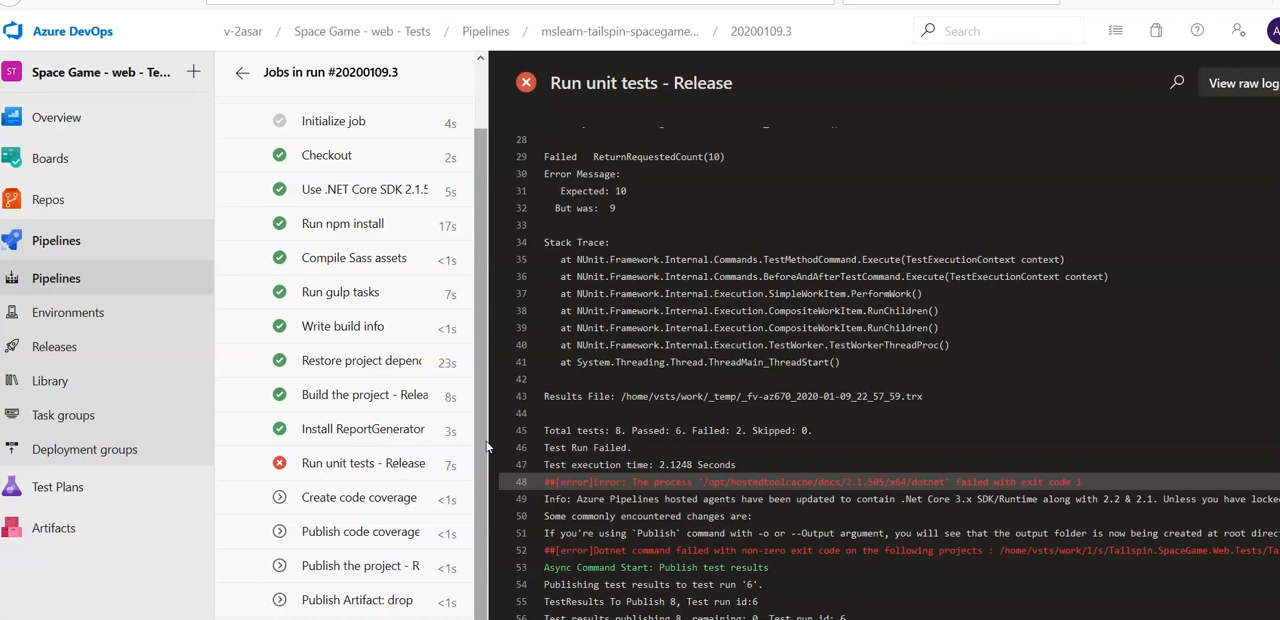 Azure DevOps
v-2asar / Space Game - web - Tests / Pipelines / mslearn-tailspin-spacegame... / 20200109.3
Search
A
ST Space Game - web - Te...
Overview
Boards
Repos
Pipelines
Pipelines
Environments
Releases
Library
Task groups
Deployment groups
Test Plans
Artifacts
Jobs in run #20200109.3
Initialize job 4s
Checkout 2s
Use .NET Core SDK 2.1.5 5s
Run npm install 17s
Compile Sass assets <1s
Run gulp tasks 7s
Write build info <1s
Restore project depend 23s
Build the project - Relea 8s
Install ReportGenerator 3s
Run unit tests - Release 7s
Create code coverage <1s
Publish code coverage <1s
Publish the project - R <1s
Publish Artifact: drop <1s
Run unit tests - Release
View raw log
28
29 Failed ReturnRequestedCount(10)
30 Error Message:
31 Expected: 10
32 But was: 9
33
34 Stack Trace:
35 at NUnit.Framework.Internal.Commands.TestMethodCommand.Execute(TestExecutionContext context)
36 at NUnit.Framework.Internal.Commands.BeforeAndAfterTestCommand.Execute(TestExecutionContext context)
37 at NUnit.Framework.Internal.Execution.SimpleWorkItem.PerformWork()
38 at NUnit.Framework.Internal.Execution.CompositeWorkItem.RunChildren()
39 at NUnit.Framework.Internal.Execution.CompositeWorkItem.RunChildren()
40 at NUnit.Framework.Internal.Execution.TestWorker.TestWorkerThreadProc()
41 at System.Threading.Thread.ThreadMain_ThreadStart()
42
43 Results File: /home/vsts/work/_temp/_fv-az670_2020-01-09_22_57_59.trx
44
45 Total tests: 8. Passed: 6. Failed: 2. Skipped: 0.
46 Test Run Failed.
47 Test execution time: 2.1248 Seconds
48 ##[error]Error: The process '/opt/hostedtoolcache/dncs/2.1.505/x64/dotnet' failed with exit code 1
49 Info: Azure Pipelines hosted agents have been updated to contain .Net Core 3.x SDK/Runtime along with 2.2 & 2.1. Unless you have locked
50 Some commonly encountered changes are:
51 If you're using `Publish` command with -o or --Output argument, you will see that the output folder is now being created at root direc
52 ##[error]Dotnet command failed with non-zero exit code on the following projects : /home/vsts/work/1/s/Tailspin.SpaceGame.Web.Tests/Ta
53 Async Command Start: Publish test results
54 Publishing test results to test run '6'.
55 TestResults To Publish 8, Test run id:6
56 Test results publishing 8, remaining: 0. Test run id: 6